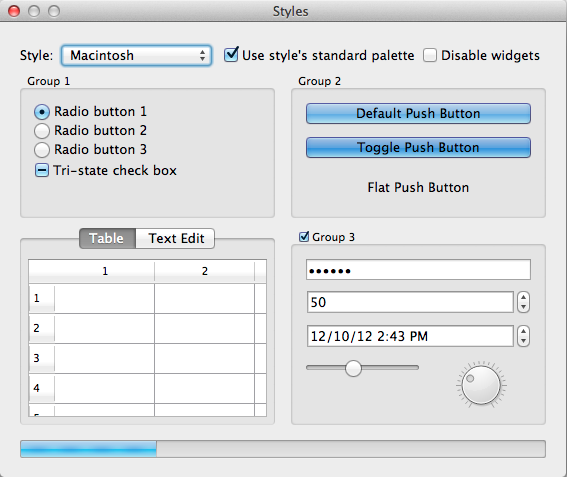 Styles
Style: Macintosh Use style's standard palette Disable widgets
Group 1
Radio button 1
Radio button 2
Radio button 3
Tri-state check box
Group 2
Default Push Button
Toggle Push Button
Flat Push Button
Table Text Edit
1 2
1
2
3
4
Group 3
••••••
50
12/10/12 2:43 PM